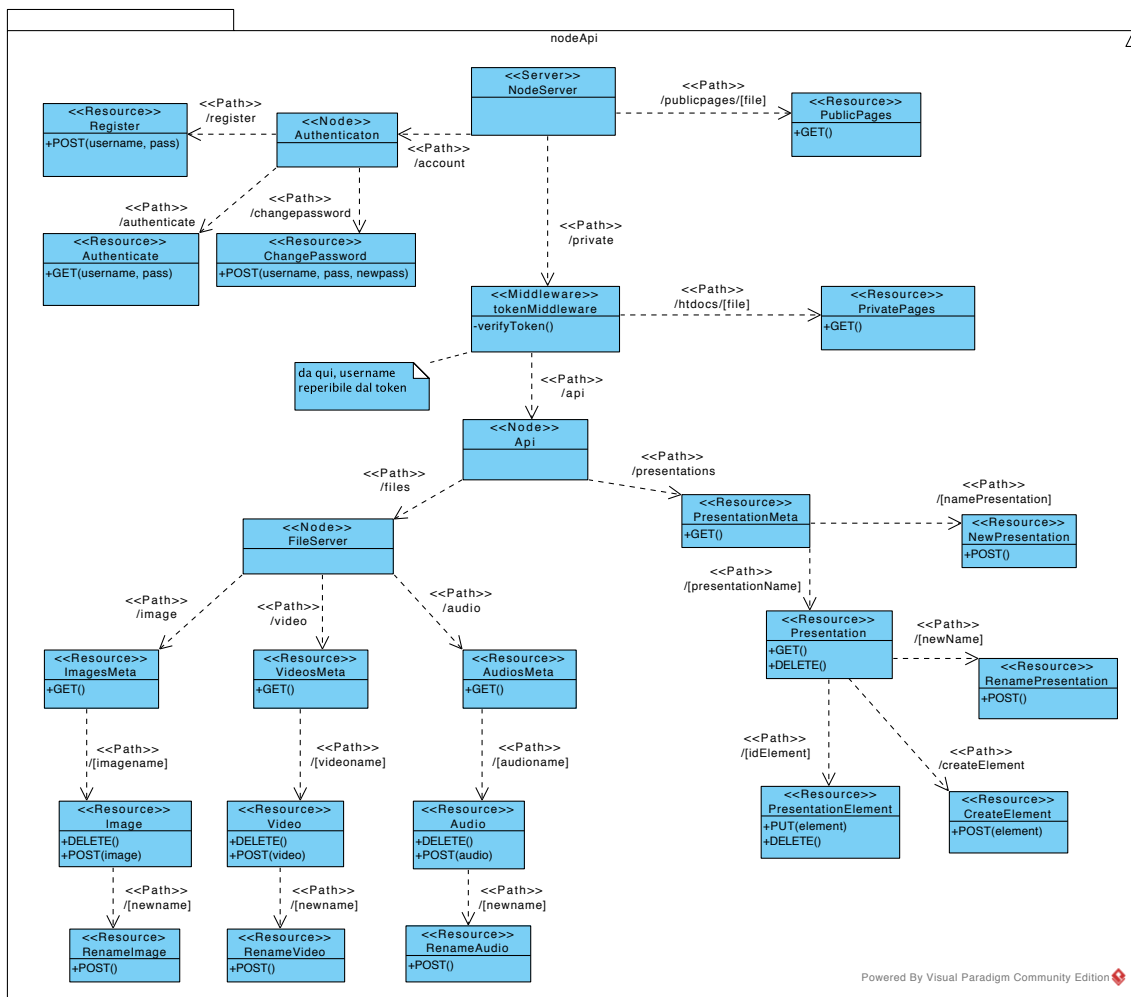 nodeApi
<<Server>>
NodeServer
<<Path>>
/publicpages/[file]
<<Resource>>
PublicPages
+GET()
<<Resource>>
Register
+POST(username, pass)
<<Path>>
/register
<<Node>>
Authenticaton
<<Path>>
/account
<<Path>>
/authenticate
<<Path>>
/changepassword
<<Path>>
/private
<<Resource>>
Authenticate
+GET(username, pass)
<<Resource>>
ChangePassword
+POST(username, pass, newpass)
<<Middleware>>
tokenMiddleware
-verifyToken()
<<Path>>
/htdocs/[file]
<<Resource>>
PrivatePages
+GET()
da qui, username
reperibile dal token
<<Path>>
/api
<<Node>>
Api
<<Path>>
/files
<<Path>>
/presentations
<<Resource>>
PresentationMeta
+GET()
<<Path>>
/[namePresentation]
<<Resource>>
NewPresentation
+POST()
<<Node>>
FileServer
<<Path>>
/[presentationName]
<<Path>>
/image
<<Path>>
/video
<<Path>>
/audio
<<Resource>>
Presentation
+GET()
+DELETE()
<<Path>>
/[newName]
<<Resource>>
RenamePresentation
+POST()
<<Resource>>
ImagesMeta
+GET()
<<Resource>>
VideosMeta
+GET()
<<Resource>>
AudiosMeta
+GET()
<<Path>>
/[imagename]
<<Path>>
/[videoname]
<<Path>>
/[audioname]
<<Path>>
/[idElement]
<<Path>>
/createElement
<<Resource>>
Image
+DELETE()
+POST(image)
<<Resource>>
Video
+DELETE()
+POST(video)
<<Resource>>
Audio
+DELETE()
+POST(audio)
<<Resource>>
PresentationElement
+PUT(element)
+DELETE()
<<Resource>>
CreateElement
+POST(element)
<<Path>>
/[newname]
<<Path>>
/[newname]
<<Path>>
/[newname]
<<Resource>
RenameImage
+POST()
<<Resource>>
RenameVideo
+POST()
<<Resource>>
RenameAudio
+POST()
Powered By Visual Paradigm Community Edition